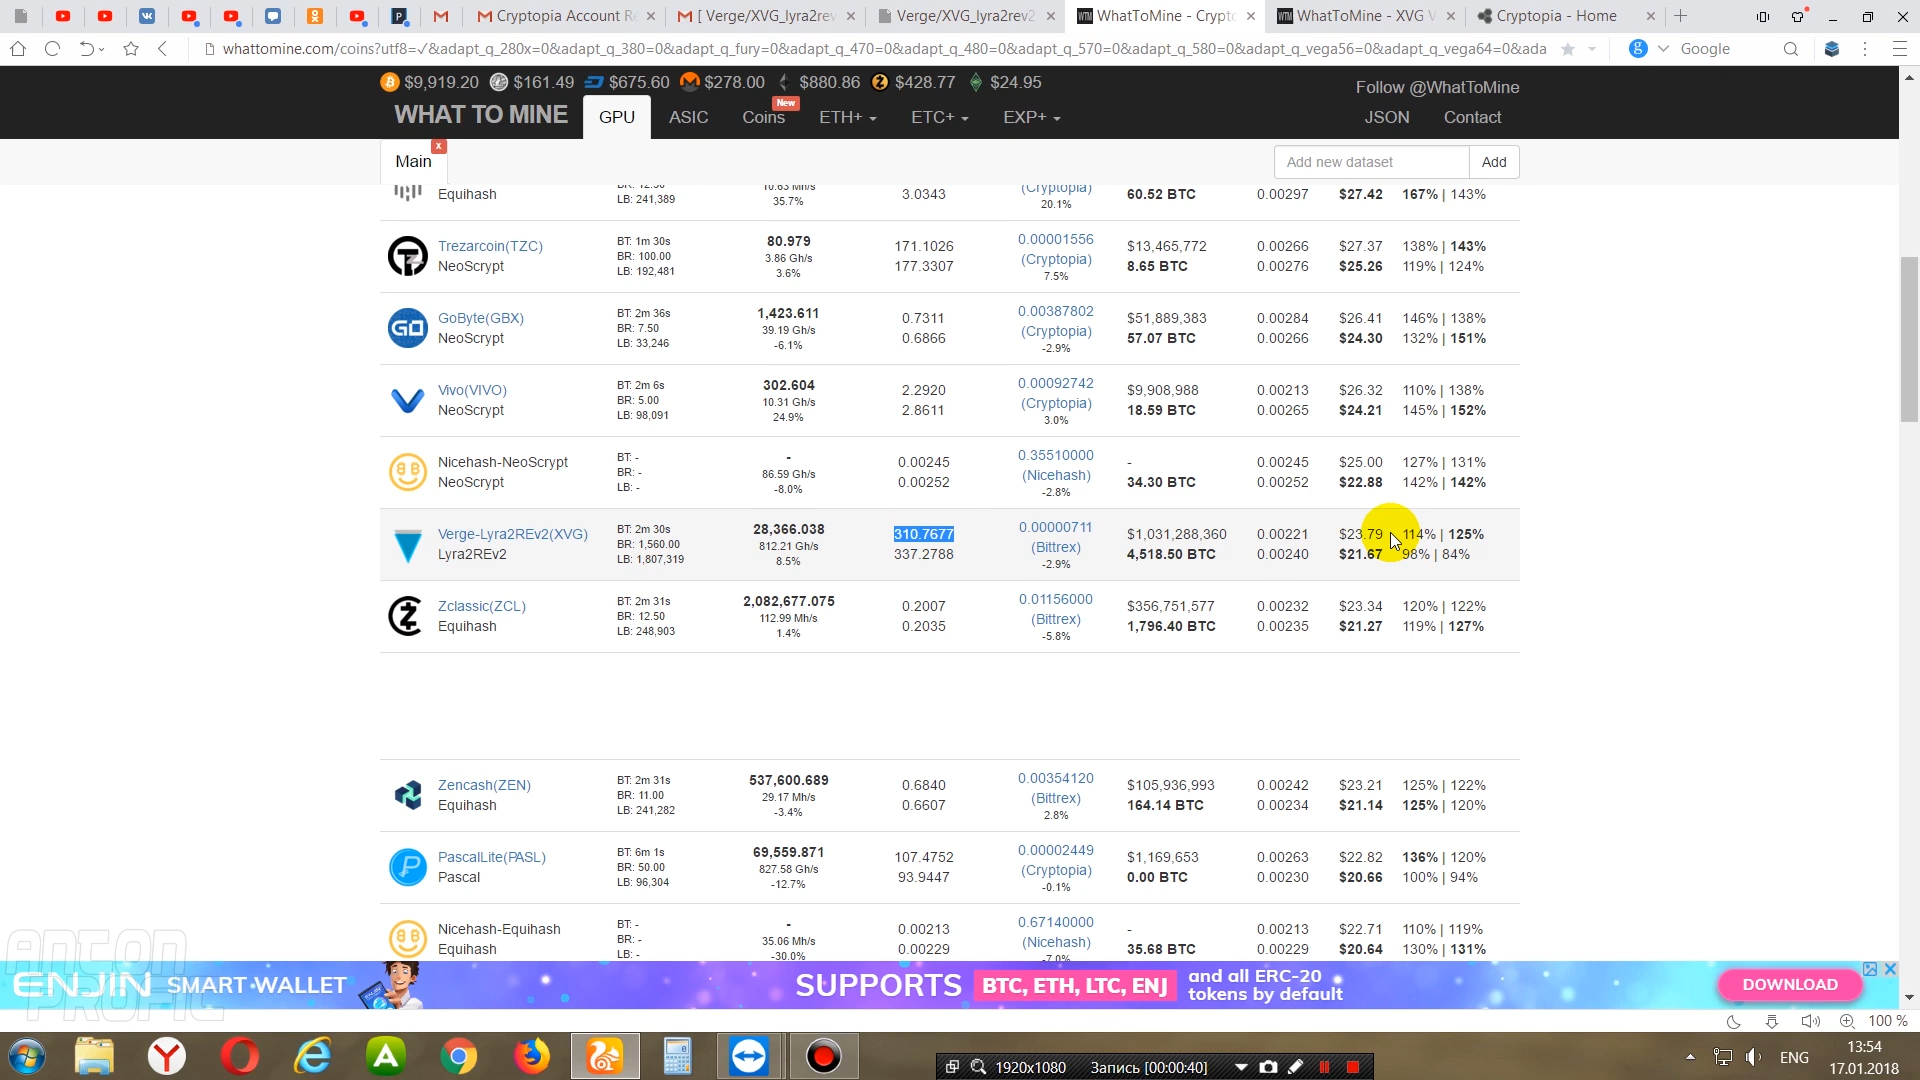 Cryptopia Account Re
[ Verge/XVG_lyra2rev
Verge/XVG_lyra2rev2
WhatToMine - Crypto
WhatToMine - XVG V
Cryptopia - Home
whattomine.com/coins?utf8=✓&adapt_q_280x=0&adapt_q_380=0&adapt_q_fury=0&adapt_q_470=0&adapt_q_480=0&adapt_q_570=0&adapt_q_580=0&adapt_q_vega56=0&adapt_q_vega64=0&ada
Google
$9,919.20 $161.49 $675.60 $278.00 $880.86 $428.77 $24.95
Follow @WhatToMine
WHAT TO MINE GPU ASIC Coins New ETH+ ETC+ EXP+ JSON Contact
Main x
Add new dataset Add
Equihash LB: 241,389 10.63 Mh/s 35.7% 3.0343 (Cryptopia) 20.1% 60.52 BTC 0.00297 $27.42 167% | 143%
Trezarcoin(TZC) BT: 1m 30s 80.979 171.1026 0.00001556 $13,465,772 0.00266 $27.37 138% | 143%
NeoScrypt BR: 100.00 3.86 Gh/s 177.3307 (Cryptopia) 8.65 BTC 0.00276 $25.26 119% | 124%
LB: 192,481 3.6% 7.5%
GoByte(GBX) BT: 2m 36s 1,423.611 0.7311 0.00387802 $51,889,383 0.00284 $26.41 146% | 138%
NeoScrypt BR: 7.50 39.19 Gh/s 0.6866 (Cryptopia) 57.07 BTC 0.00266 $24.30 132% | 151%
LB: 33,246 -6.1% -2.9%
Vivo(VIVO) BT: 2m 6s 302.604 2.2920 0.00092742 $9,908,988 0.00213 $26.32 110% | 138%
NeoScrypt BR: 5.00 10.31 Gh/s 2.8611 (Cryptopia) 18.59 BTC 0.00265 $24.21 145% | 152%
LB: 98,091 24.9% 3.0%
Nicehash-NeoScrypt BT: - - 0.00245 0.35510000 - 0.00245 $25.00 127% | 131%
NeoScrypt BR: - 86.59 Gh/s 0.00252 (Nicehash) 34.30 BTC 0.00252 $22.88 142% | 142%
LB: - -8.0% -2.8%
Verge-Lyra2REv2(XVG) BT: 2m 30s 28,366.038 310.7677 0.00000711 $1,031,288,360 0.00221 $23.79 114% | 125%
Lyra2REv2 BR: 1,560.00 812.21 Gh/s 337.2788 (Bittrex) 4,518.50 BTC 0.00240 $21.67 98% | 84%
LB: 1,807,319 8.5% -2.9%
Zclassic(ZCL) BT: 2m 31s 2,082,677.075 0.2007 0.01156000 $356,751,577 0.00232 $23.34 120% | 122%
Equihash BR: 12.50 112.99 Mh/s 0.2035 (Bittrex) 1,796.40 BTC 0.00235 $21.27 119% | 127%
LB: 248,903 1.4% -5.8%
Zencash(ZEN) BT: 2m 31s 537,600.689 0.6840 0.00354120 $105,936,993 0.00242 $23.21 125% | 122%
Equihash BR: 11.00 29.17 Mh/s 0.6607 (Bittrex) 164.14 BTC 0.00234 $21.14 125% | 120%
LB: 241,282 -3.4% 2.8%
PascalLite(PASL) BT: 6m 1s 69,559.871 107.4752 0.00002449 $1,169,653 0.00263 $22.82 136% | 120%
Pascal BR: 50.00 827.58 Gh/s 93.9447 (Cryptopia) 0.00 BTC 0.00230 $20.66 100% | 94%
LB: 96,304 -12.7% -0.1%
Nicehash-Equihash BT: - - 0.00213 0.67140000 - 0.00213 $22.71 110% | 119%
Equihash BR: - 35.06 Mh/s 0.00229 (Nicehash) 35.68 BTC 0.00229 $20.64 130% | 131%
LB: - -30.0% -7.0%
ANTON PROFIC
ENJIN SMART WALLET SUPPORTS BTC, ETH, LTC, ENJ and all ERC-20 tokens by default DOWNLOAD
100 %
1920x1080 Запись [00:00:40]
ENG 13:54
17.01.2018